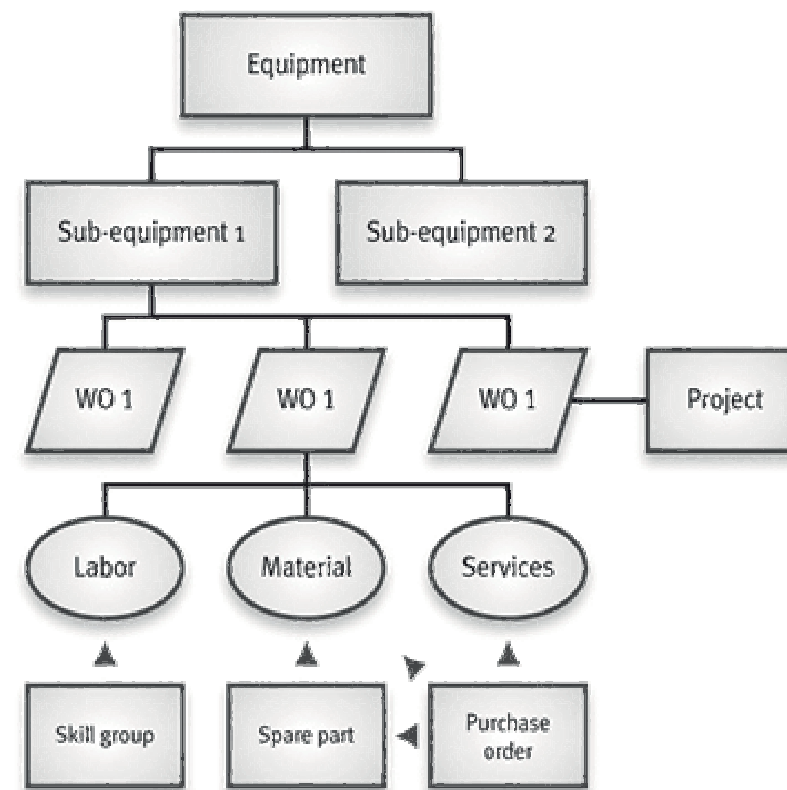 Equipment
Sub-equipment 1
Sub-equipment 2
WO 1
WO 1
WO 1
Project
Labor
Material
Services
Skill group
Spare part
Purchase
order